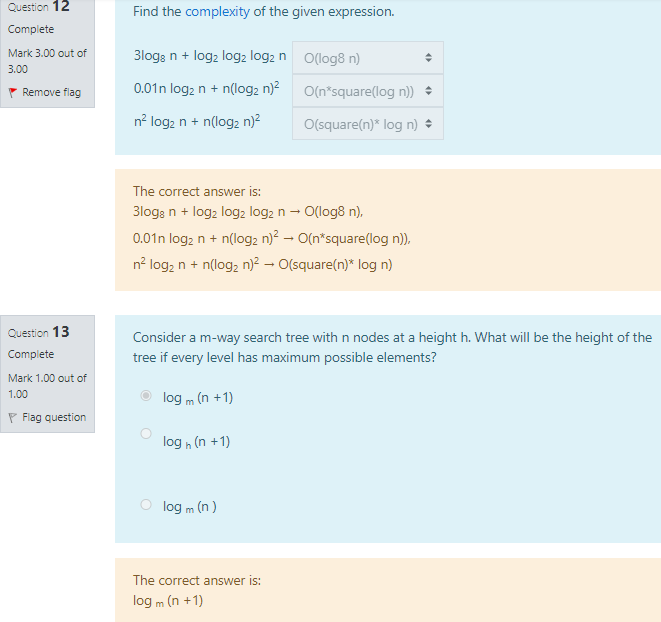 Question 12
Complete
Mark 3.00 out of
3.00
Remove flag
Find the complexity of the given expression.
3log₈ n + log₂ log₂ log₂ n O(log8 n)
0.01n log₂ n + n(log₂ n)² O(n*square(log n))
n² log₂ n + n(log₂ n)² O(square(n)* log n)
The correct answer is:
3log₈ n + log₂ log₂ log₂ n → O(log8 n),
0.01n log₂ n + n(log₂ n)² → O(n*square(log n)),
n² log₂ n + n(log₂ n)² → O(square(n)* log n)
Question 13
Complete
Mark 1.00 out of
1.00
Flag question
Consider a m-way search tree with n nodes at a height h. What will be the height of the
tree if every level has maximum possible elements?
log m (n +1)
log h (n +1)
log m (n )
The correct answer is:
log m (n +1)